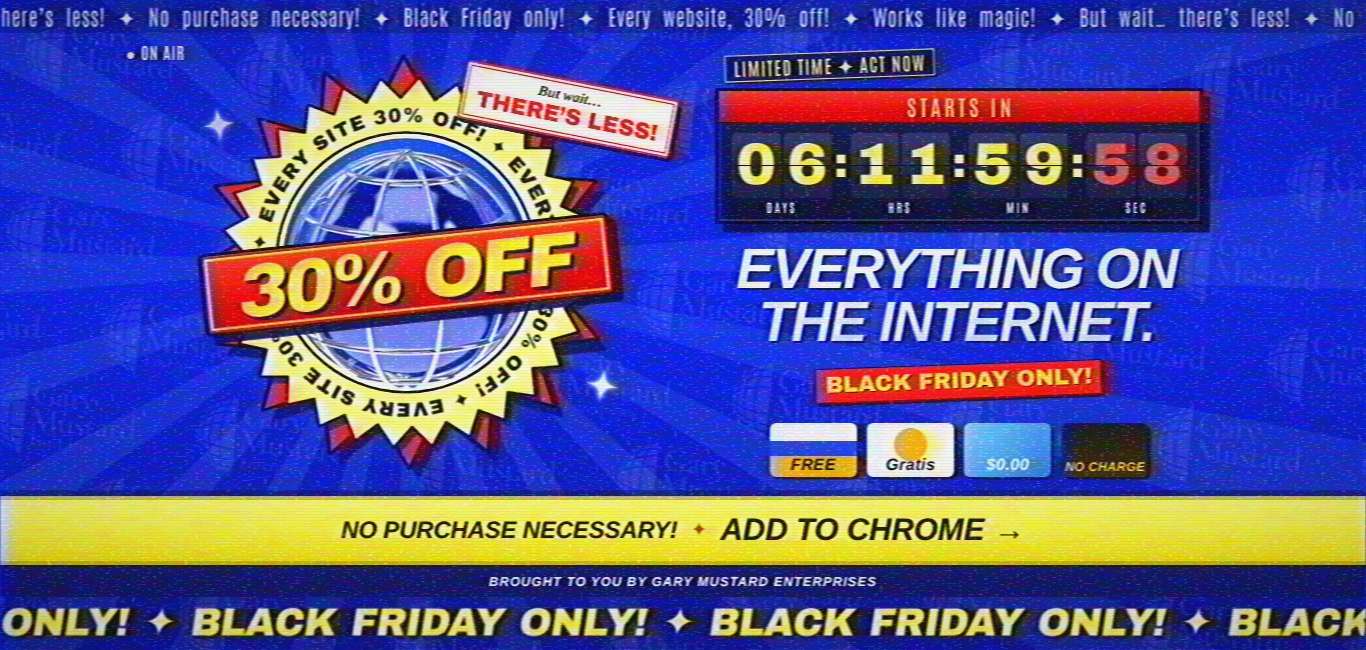 here's less! ✦ No purchase necessary! ✦ Black Friday only! ✦ Every website, 30% off! ✦ Works like magic! ✦ But wait… there's less! ✦ No
● ON AIR
LIMITED TIME ✦ ACT NOW
But wait...
THERE'S LESS!
STARTS IN
06:11:59:58
DAYS HRS MIN SEC
✦ EVERY SITE 30% OFF! ✦ EVERY
30% OFF
30% OFF! ✦ EVERY SITE 30
EVERYTHING ON
THE INTERNET.
BLACK FRIDAY ONLY!
FREE Gratis $0.00 NO CHARGE
NO PURCHASE NECESSARY! ✦ ADD TO CHROME →
BROUGHT TO YOU BY GARY MUSTARD ENTERPRISES
ONLY! ✦ BLACK FRIDAY ONLY! ✦ BLACK FRIDAY ONLY! ✦ BLACK
Gary
Mustard